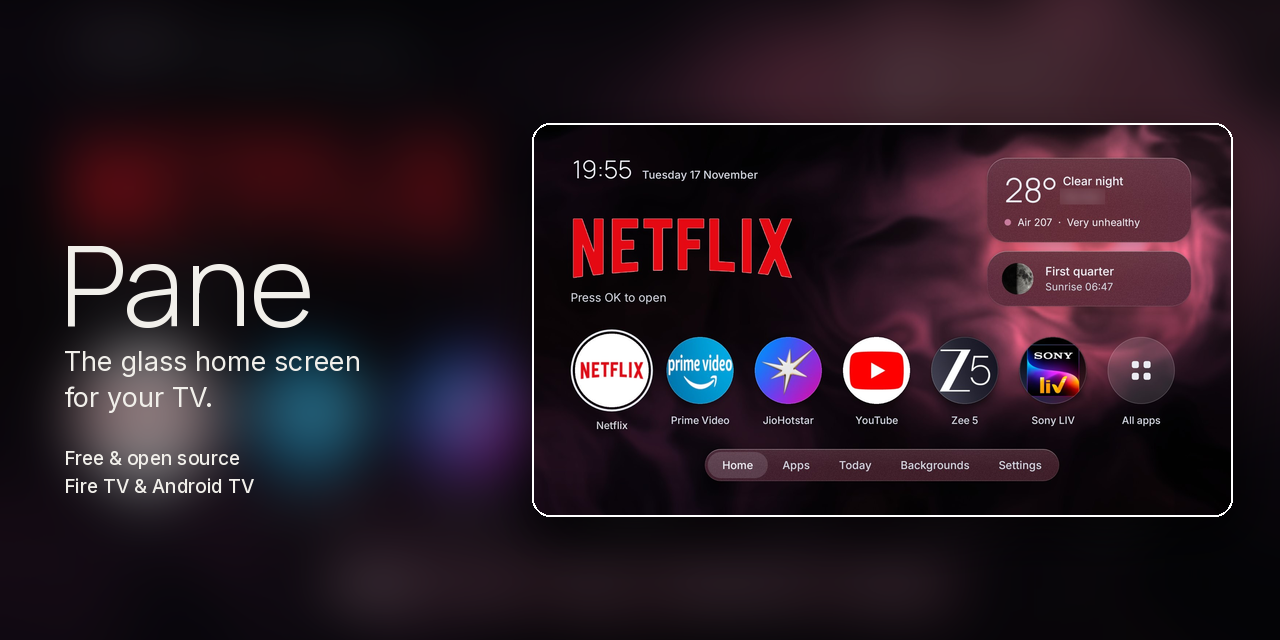 Pane
The glass home screen
for your TV.
Free & open source
Fire TV & Android TV
19:55 Tuesday 17 November
NETFLIX
Press OK to open
28° Clear night
Air 207 · Very unhealthy
First quarter
Sunrise 06:47
NETFLIX
prime video
Z5
SONY
liv
Netflix
Prime Video
JioHotstar
YouTube
Zee 5
Sony LIV
All apps
Home
Apps
Today
Backgrounds
Settings